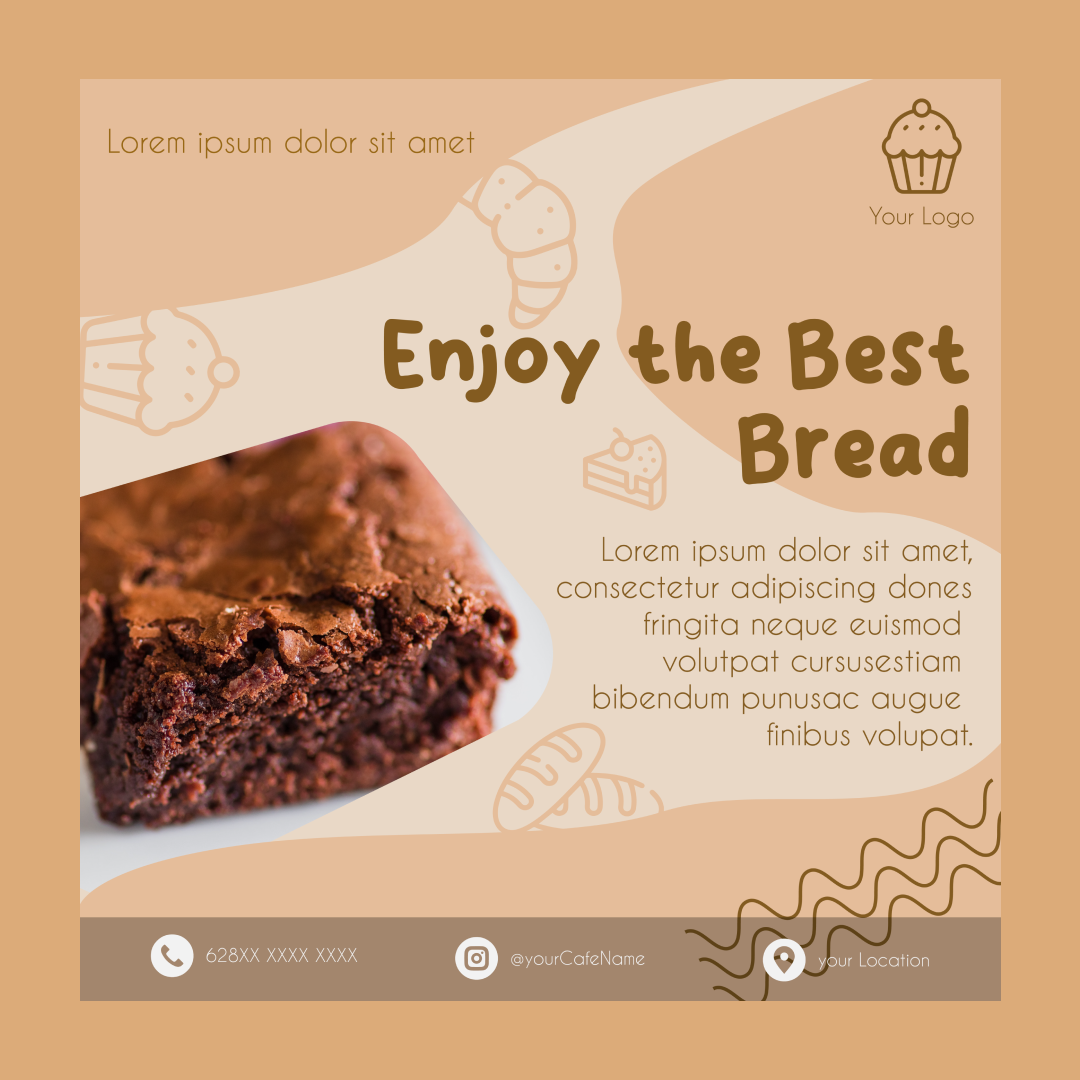 Lorem ipsum dolor sit amet
Your Logo
Enjoy the Best
Bread
Lorem ipsum dolor sit amet,
consectetur adipiscing dones
fringita neque euismod
volutpat cursusestiam
bibendum punusac augue
finibus volupat.
628XX XXXX XXXX
@yourCafeName
your Location